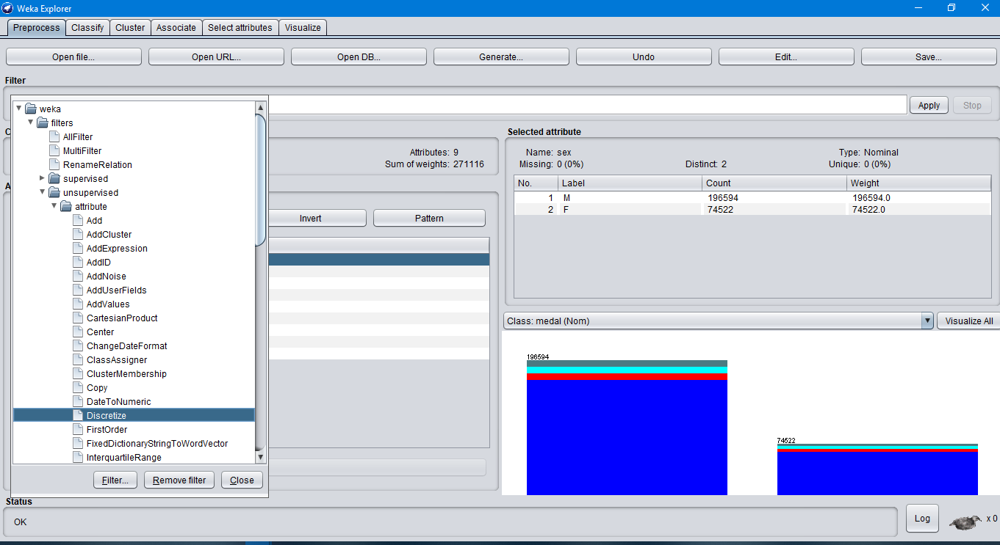 Weka Explorer
Preprocess Classify Cluster Associate Select attributes Visualize
Open file... Open URL... Open DB... Generate... Undo Edit... Save...
Filter
Apply Stop
weka
filters
AllFilter
MultiFilter
RenameRelation
supervised
unsupervised
attribute
Add
AddCluster
AddExpression
AddID
AddNoise
AddUserFields
AddValues
CartesianProduct
Center
ChangeDateFormat
ClassAssigner
ClusterMembership
Copy
DateToNumeric
Discretize
FirstOrder
FixedDictionaryStringToWordVector
InterquartileRange
Filter... Remove filter Close
Attributes: 9
Sum of weights: 271116
Invert Pattern
Selected attribute
Name: sex Type: Nominal
Missing: 0 (0%) Distinct: 2 Unique: 0 (0%)
No. Label Count Weight
1 M 196594 196594.0
2 F 74522 74522.0
Class: medal (Nom) Visualize All
196594
74522
Status
OK
Log x 0